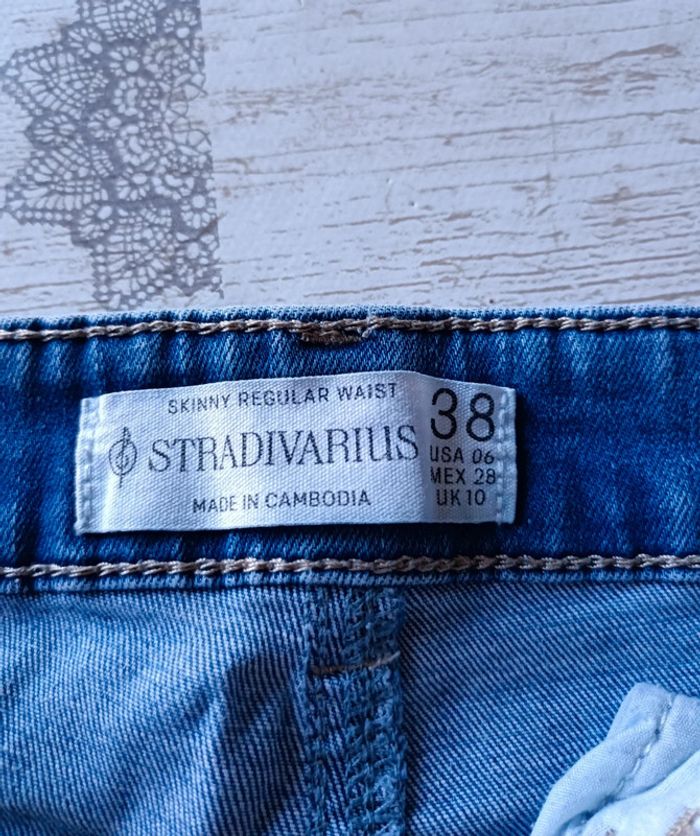 SKINNY REGULAR WAIST
STRADIVARIUS
MADE IN CAMBODIA
38
USA 06
MEX 28
UK 10